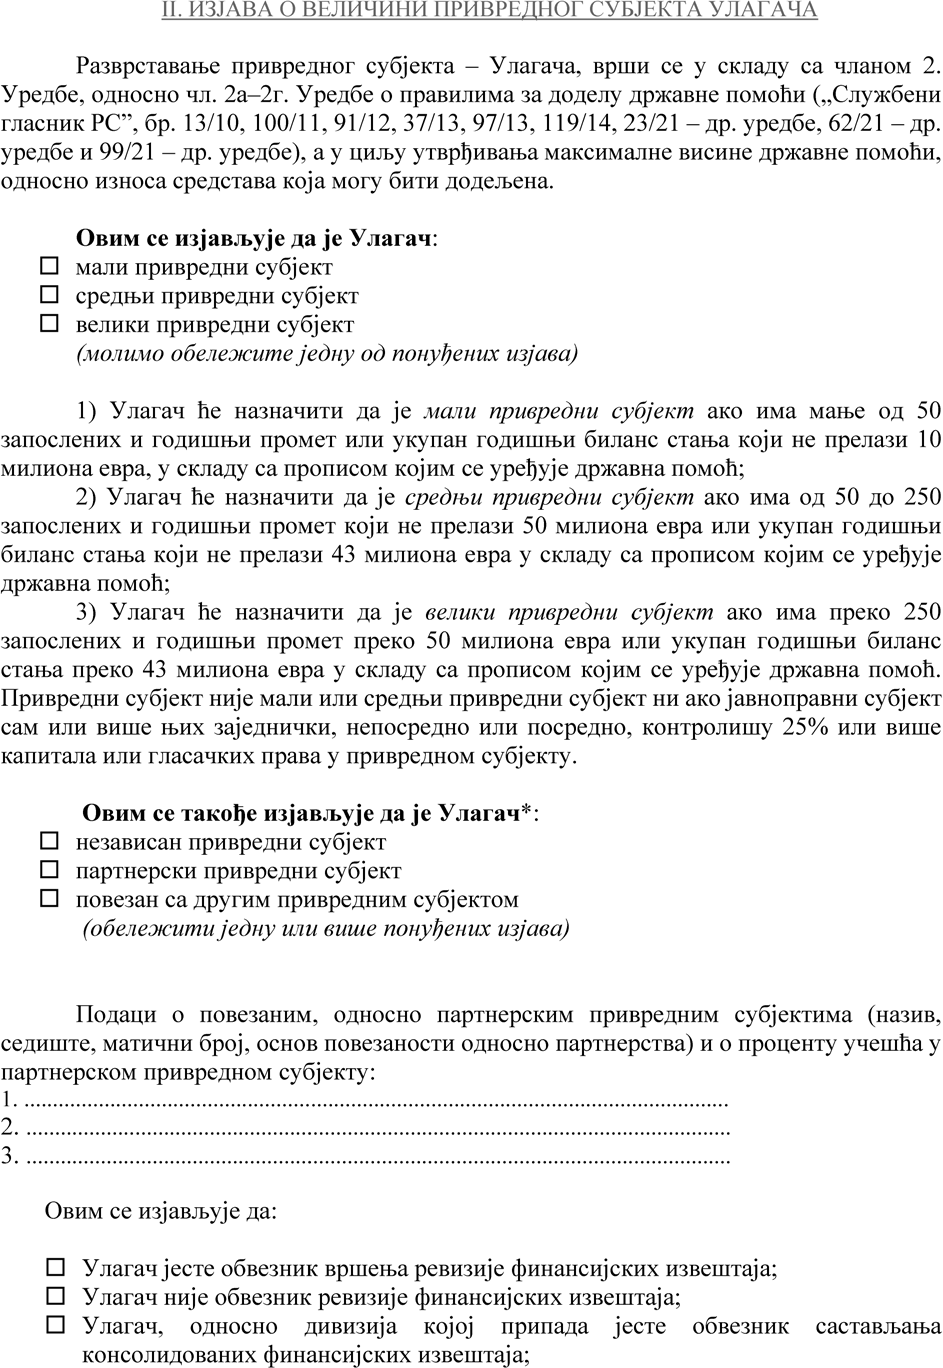 II. ИЗЈАВА О ВЕЛИЧИНИ ПРИВРЕДНОГ СУБЈЕКТА УЛАГАЧА
Разврставање привредног субјекта – Улагача, врши се у складу са чланом 2.
Уредбе, односно чл. 2а–2г. Уредбе о правилима за доделу државне помоћи („Службени
гласник РС”, бр. 13/10, 100/11, 91/12, 37/13, 97/13, 119/14, 23/21 – др. уредбе, 62/21 – др.
уредбе и 99/21 – др. уредбе), а у циљу утврђивања максималне висине државне помоћи,
односно износа средстава која могу бити додељена.
Овим се изјављује да је Улагач:
☐ мали привредни субјект
☐ средњи привредни субјект
☐ велики привредни субјект
(молимо обележите једну од понуђених изјава)
1) Улагач ће назначити да је мали привредни субјект ако има мање од 50
запослених и годишњи промет или укупан годишњи биланс стања који не прелази 10
милиона евра, у складу са прописом којим се уређује државна помоћ;
2) Улагач ће назначити да је средњи привредни субјект ако има од 50 до 250
запослених и годишњи промет који не прелази 50 милиона евра или укупан годишњи
биланс стања који не прелази 43 милиона евра у складу са прописом којим се уређује
државна помоћ;
3) Улагач ће назначити да је велики привредни субјект ако има преко 250
запослених и годишњи промет преко 50 милиона евра или укупан годишњи биланс
стања преко 43 милиона евра у складу са прописом којим се уређује државна помоћ.
Привредни субјект није мали или средњи привредни субјект ни ако јавноправни субјект
сам или више њих заједнички, непосредно или посредно, контролишу 25% или више
капитала или гласачких права у привредном субјекту.
Овим се такође изјављује да је Улагач*:
☐ независан привредни субјект
☐ партнерски привредни субјект
☐ повезан са другим привредним субјектом
(обележити једну или више понуђених изјава)
Подаци о повезаним, односно партнерским привредним субјектима (назив,
седиште, матични број, основ повезаности односно партнерства) и о проценту учешћа у
партнерском привредном субјекту:
1. ...........................................................................................................................
2. ...........................................................................................................................
3. ...........................................................................................................................
Овим се изјављује да:
☐ Улагач јесте обвезник вршења ревизије финансијских извештаја;
☐ Улагач није обвезник ревизије финансијских извештаја;
☐ Улагач, односно дивизија којој припада јесте обвезник састављања
консолидованих финансијских извештаја;